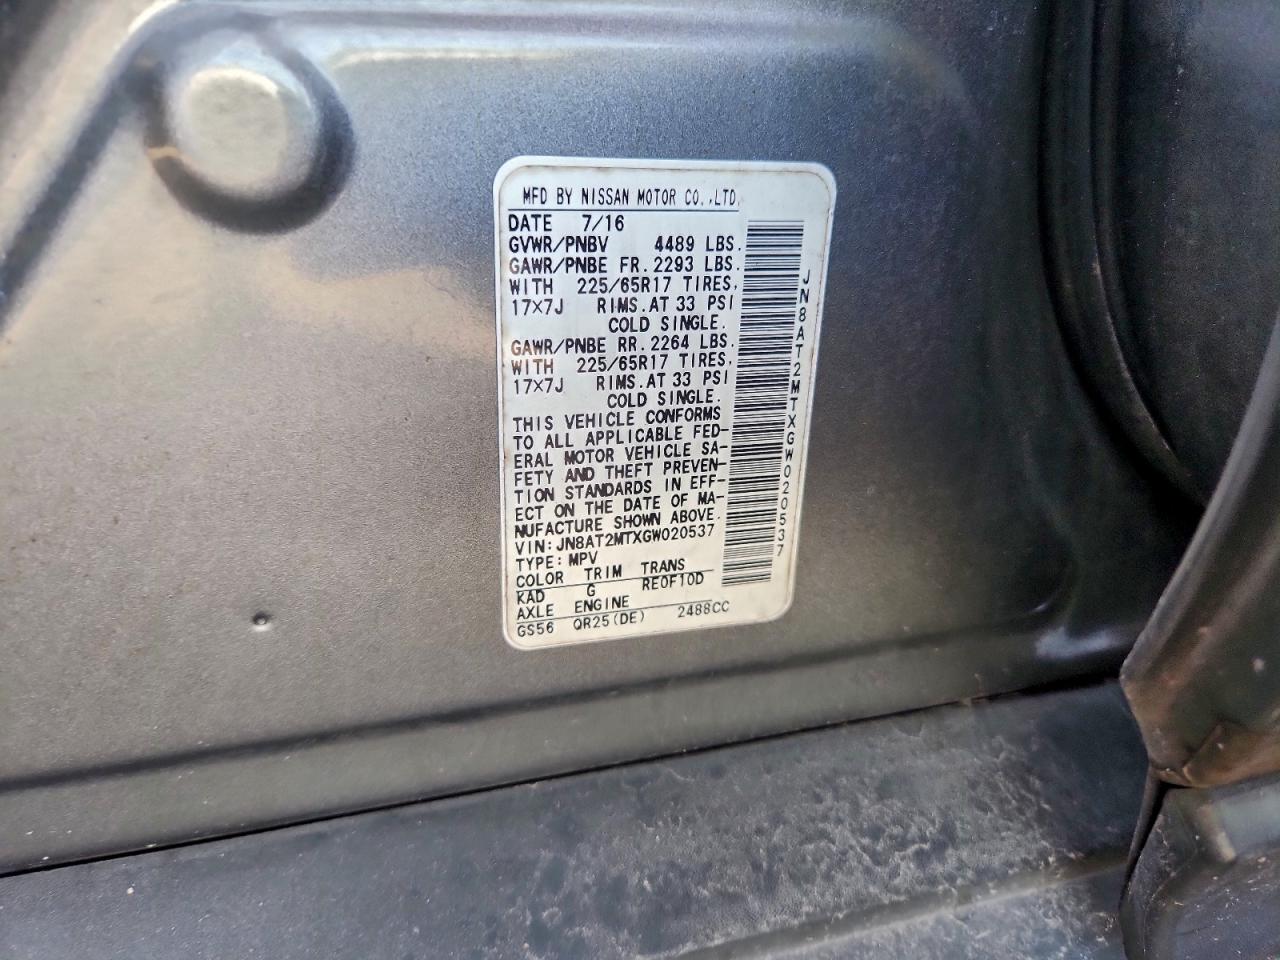 MFD BY NISSAN MOTOR CO.,LTD.
DATE 7/16
GVWR/PNBV 4489 LBS.
GAWR/PNBE FR.2293 LBS.
WITH 225/65R17 TIRES,
17×7J RIMS.AT 33 PSI
COLD SINGLE.
GAWR/PNBE RR.2264 LBS.
WITH 225/65R17 TIRES,
17×7J RIMS.AT 33 PSI
COLD SINGLE.
THIS VEHICLE CONFORMS
TO ALL APPLICABLE FED-
ERAL MOTOR VEHICLE SA-
FETY AND THEFT PREVEN-
TION STANDARDS IN EFF-
ECT ON THE DATE OF MA-
NUFACTURE SHOWN ABOVE.
VIN:JN8AT2MTXGW020537
TYPE:MPV
COLOR TRIM TRANS
KAD G RE0F10D
AXLE ENGINE
GS56 QR25(DE) 2488CC
JN8AT2MTXGW020537